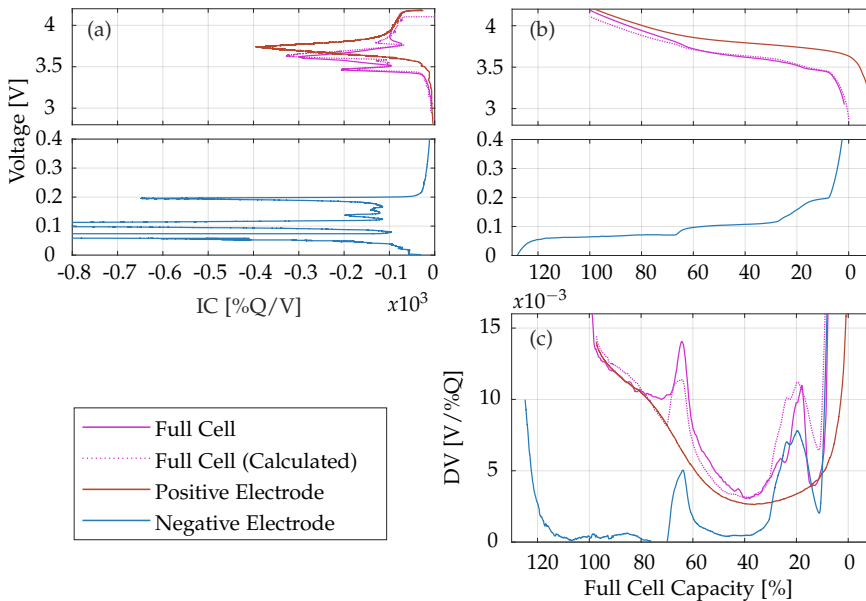 (a)
(b)
4
3.5
3
4
3.5
3
Voltage [V]
0.4
0.3
0.2
0.1
0
0.4
0.3
0.2
0.1
0
-0.8 -0.7 -0.6 -0.5 -0.4 -0.3 -0.2 -0.1 0
IC [%Q/V]
x10³
120 100 80 60 40 20 0
×10⁻³
(c)
15
10
5
0
DV [V/%Q]
120 100 80 60 40 20 0
Full Cell Capacity [%]
Full Cell
Full Cell (Calculated)
Positive Electrode
Negative Electrode